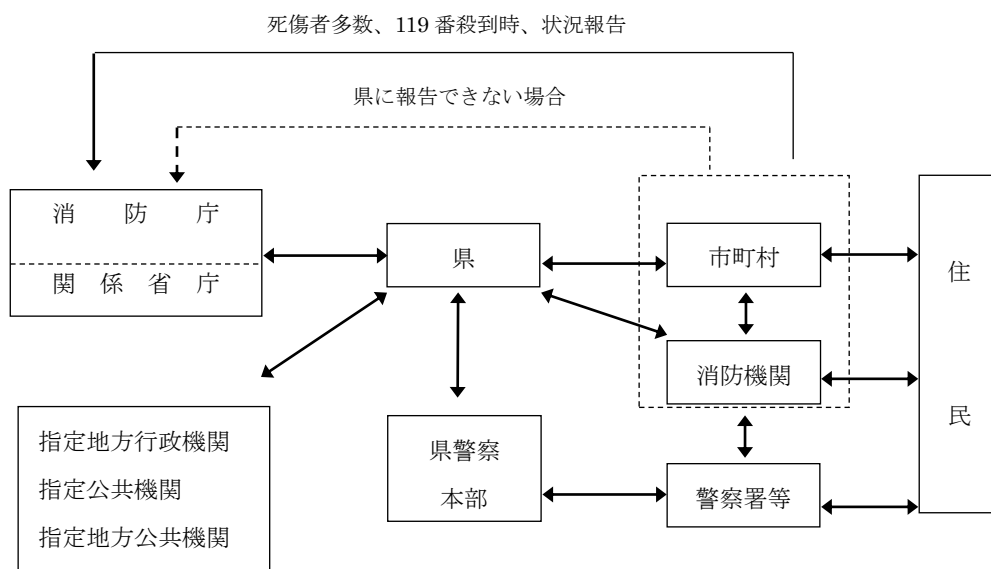 死傷者多数、119 番殺到時、状況報告
県に報告できない場合
消 防 庁
関 係 省 庁
県
市町村
消防機関
住
民
指定地方行政機関
指定公共機関
指定地方公共機関
県警察
本部
警察署等